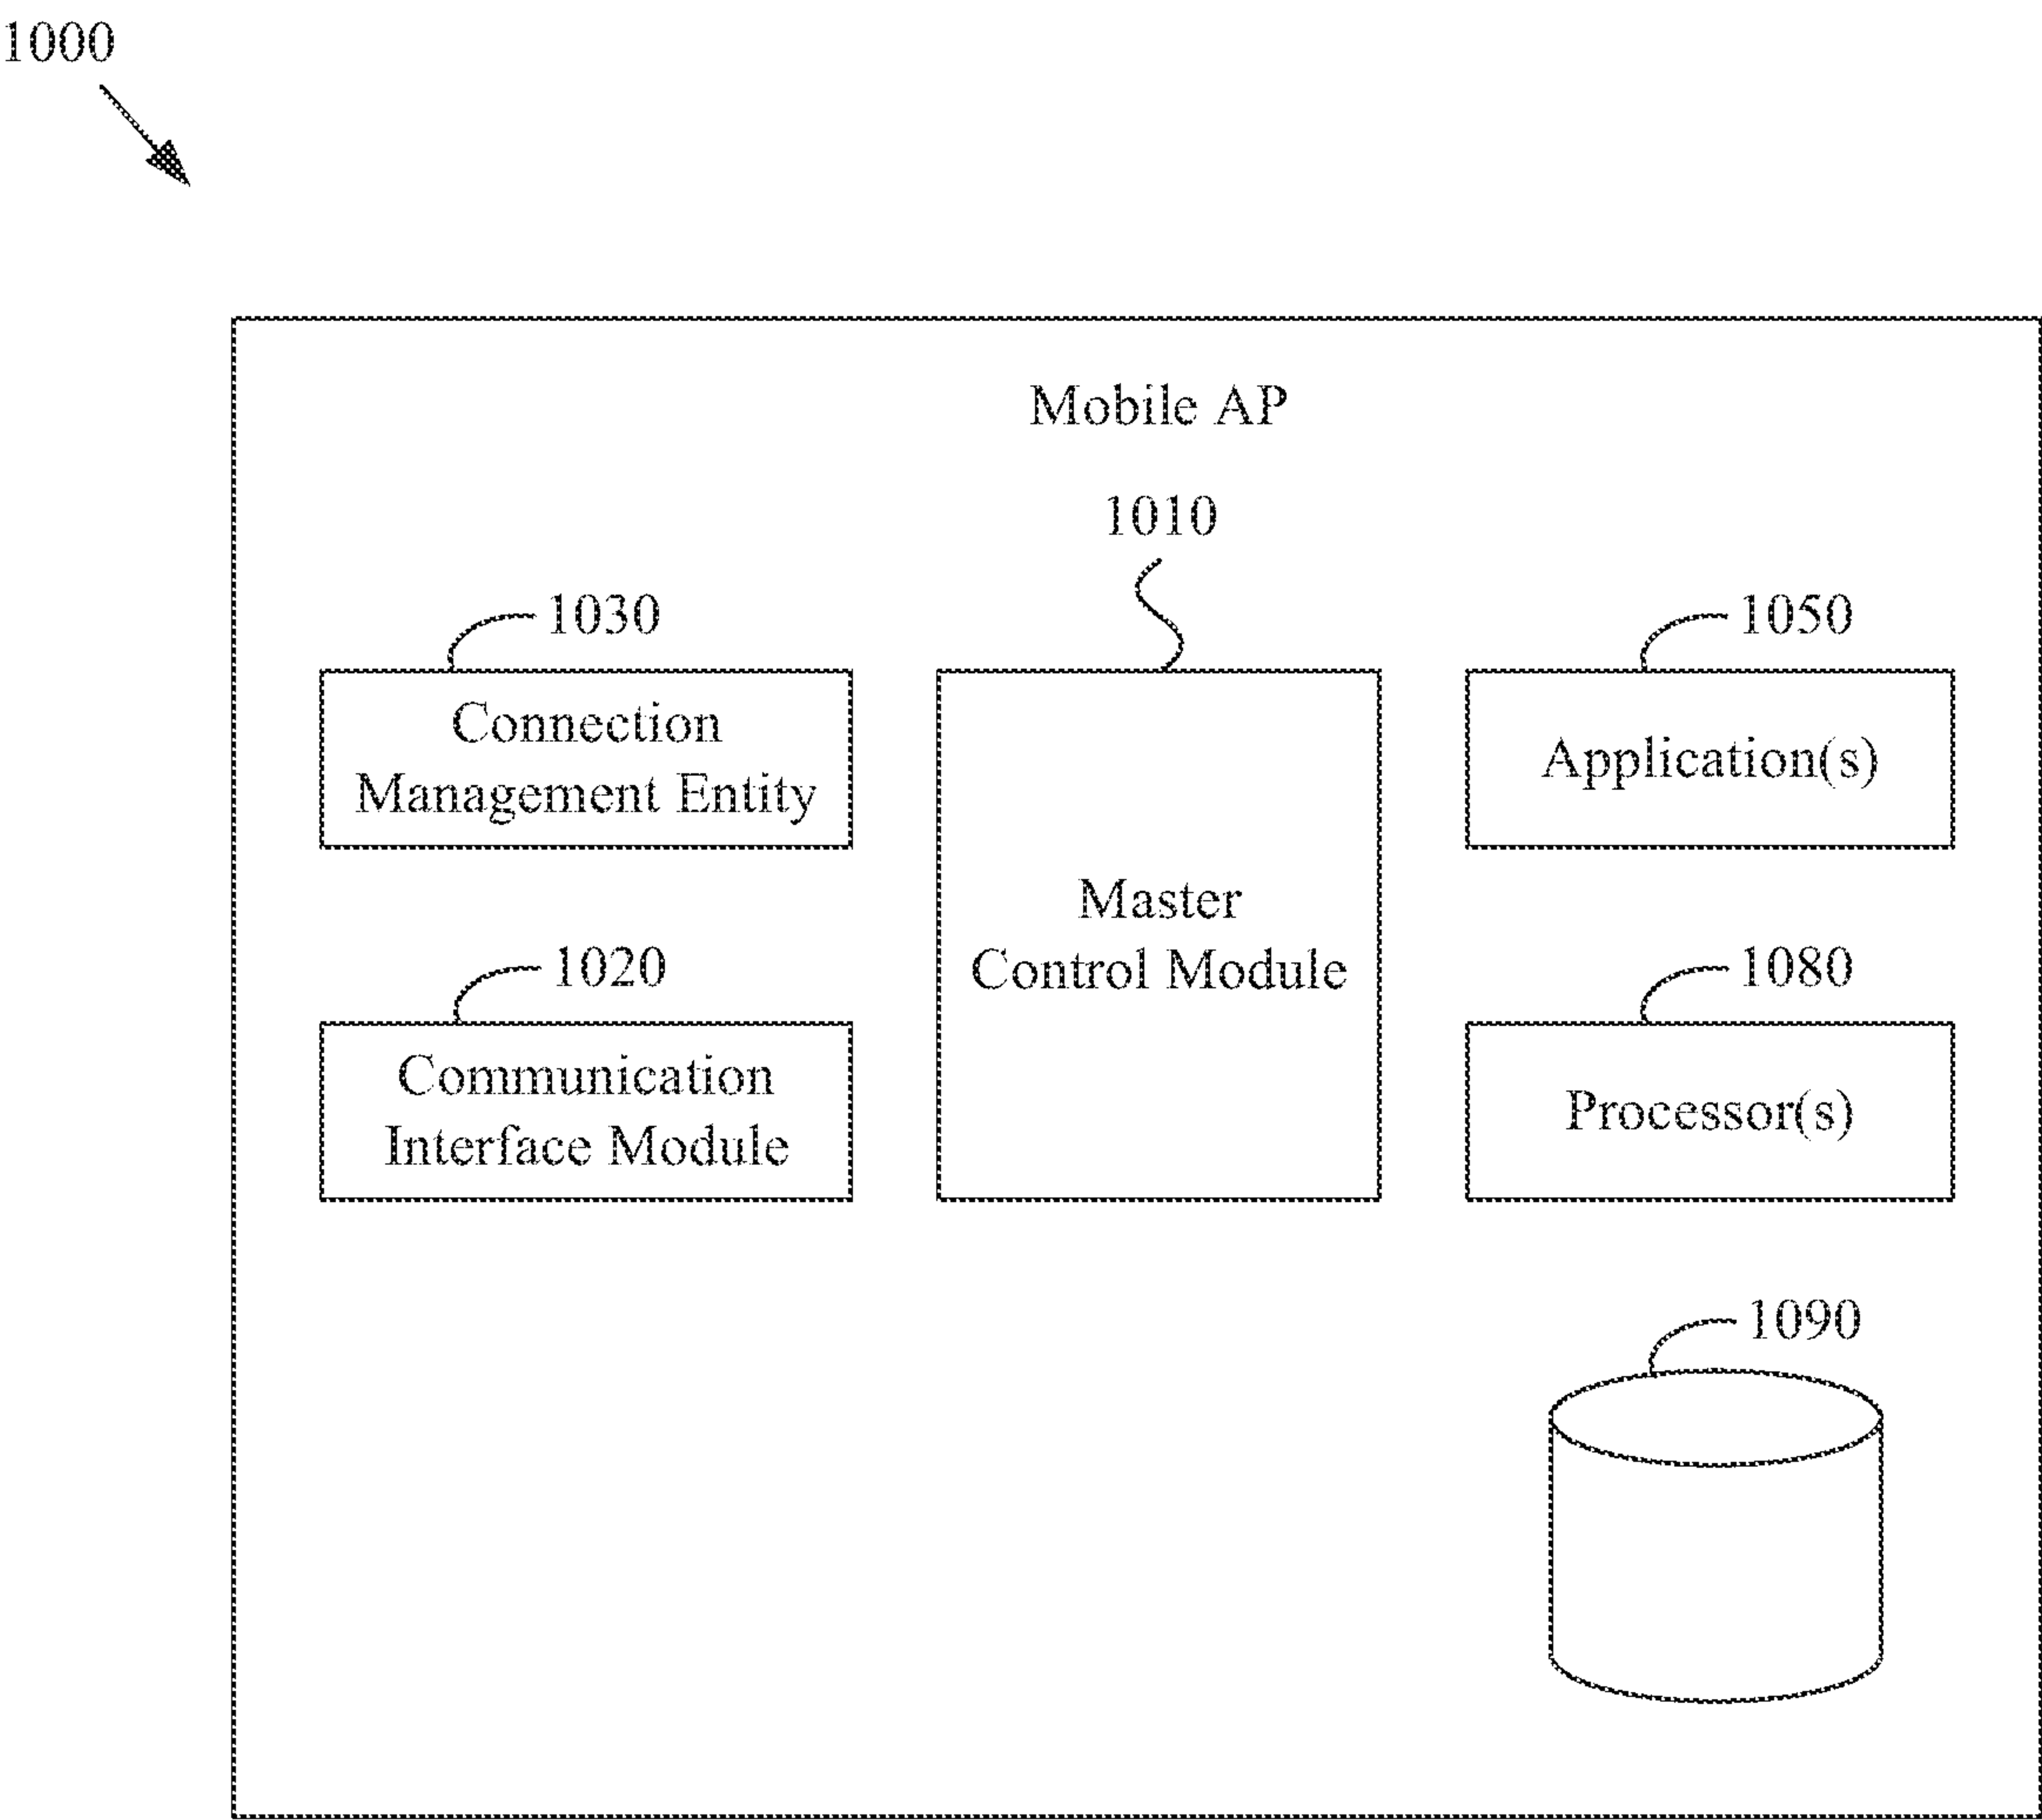 1000
Mobile AP
1010
1030
1050
Connection
Management Entity
Application(s)
Master
Control Module
1020
1080
Communication
Interface Module
Processor(s)
1090